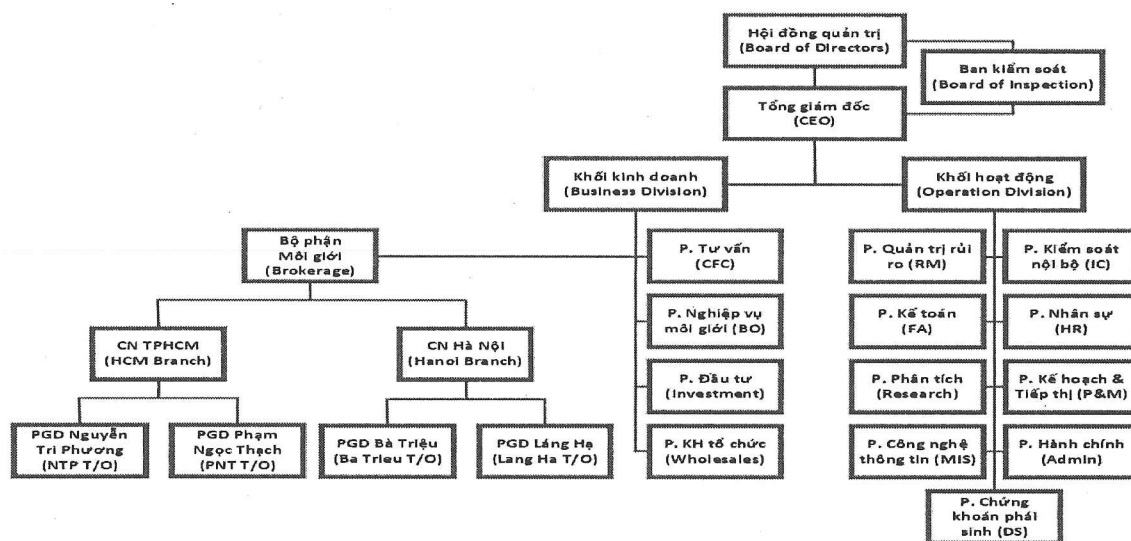 Hội đồng quản trị
(Board of Directors)
Ban kiểm soát
(Board of Inspection)
Tổng giám đốc
(CEO)
Khối kinh doanh
(Business Division)
Khối hoạt động
(Operation Division)
Bộ phận
Môi giới
(Brokerage)
P. Tư vấn
(CFC)
P. Quản trị rủi
ro (RM)
P. Kiểm soát
nội bộ (IC)
CN TPHCM
(HCM Branch)
CN Hà Nội
(Hanoi Branch)
P. Nghiệp vụ
môi giới (BO)
P. Kế toán
(FA)
P. Nhân sự
(HR)
P. Đầu tư
(Investment)
P. Phân tích
(Research)
P. Kế hoạch &
Tiếp thị (P&M)
PGD Nguyễn
Tri Phương
(NTP T/O)
PGD Phạm
Ngọc Thạch
(PNT T/O)
PGD Bà Triệu
(Ba Trieu T/O)
PGD Láng Hạ
(Lang Ha T/O)
P. KH tổ chức
(Wholesales)
P. Công nghệ
thông tin (MIS)
P. Hành chính
(Admin)
P. Chứng
khoán phái
sinh (DS)